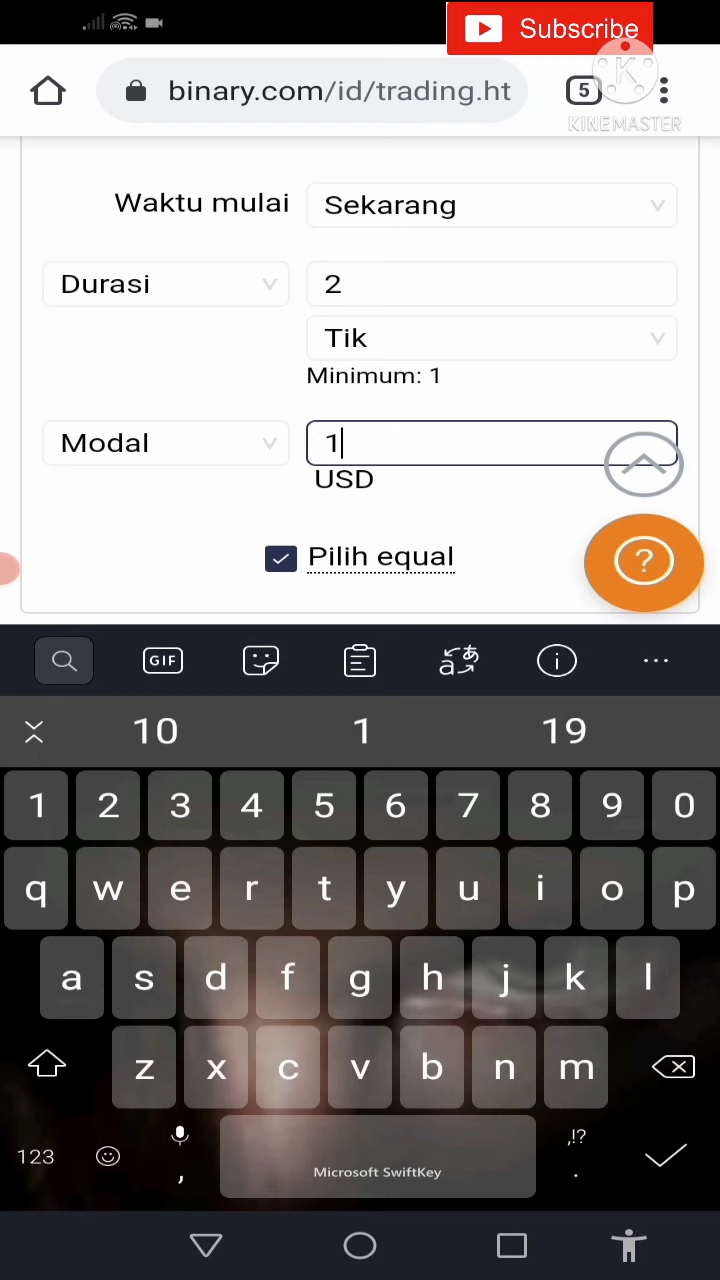 Subscribe
binary.com/id/trading.ht
5
K
KINEMASTER
Waktu mulai Sekarang
Durasi 2
Tik
Minimum: 1
Modal 1
USD
Pilih equal
?
GIF
aあ
i
10 1 19
1 2 3 4 5 6 7 8 9 0
q w e r t y u i o p
a s d f g h j k l
z x c v b n m
123 , Microsoft SwiftKey ,!? .